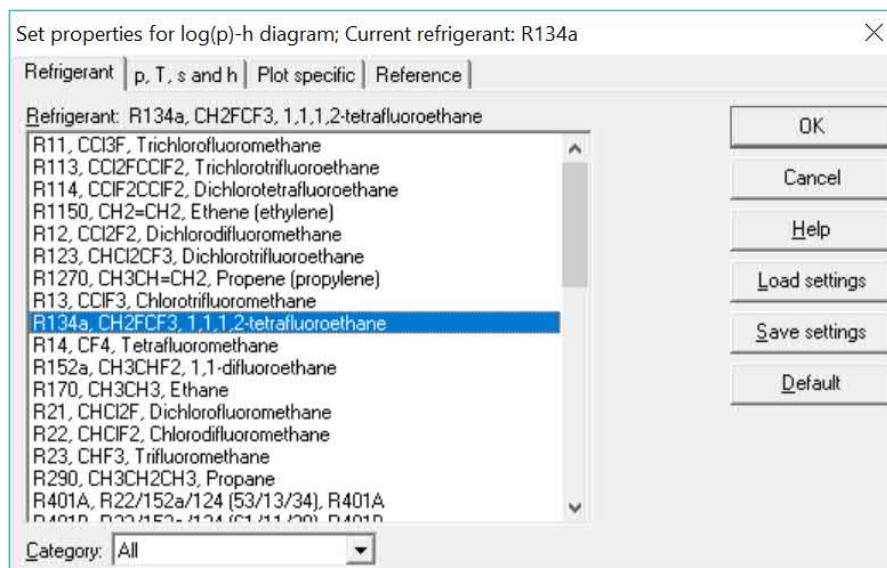 Set properties for log(p)-h diagram; Current refrigerant: R134a
Refrigerant p, T, s and h Plot specific Reference
Refrigerant: R134a, CH2FCF3, 1,1,1,2-tetrafluoroethane
R11, CCl3F, Trichlorofluoromethane
R113, CCl2FCClF2, Trichlorotrifluoroethane
R114, CClF2CClF2, Dichlorotetrafluoroethane
R1150, CH2=CH2, Ethene (ethylene)
R12, CCl2F2, Dichlorodifluoromethane
R123, CHCl2CF3, Dichlorotrifluoroethane
R1270, CH3CH=CH2, Propene (propylene)
R13, CClF3, Chlorotrifluoromethane
R134a, CH2FCF3, 1,1,1,2-tetrafluoroethane
R14, CF4, Tetrafluoromethane
R152a, CH3CHF2, 1,1-difluoroethane
R170, CH3CH3, Ethane
R21, CHCl2F, Dichlorofluoromethane
R22, CHClF2, Chlorodifluoromethane
R23, CHF3, Trifluoromethane
R290, CH3CH2CH3, Propane
R401A, R22/152a/124 (53/13/34), R401A
Category: All
OK
Cancel
Help
Load settings
Save settings
Default